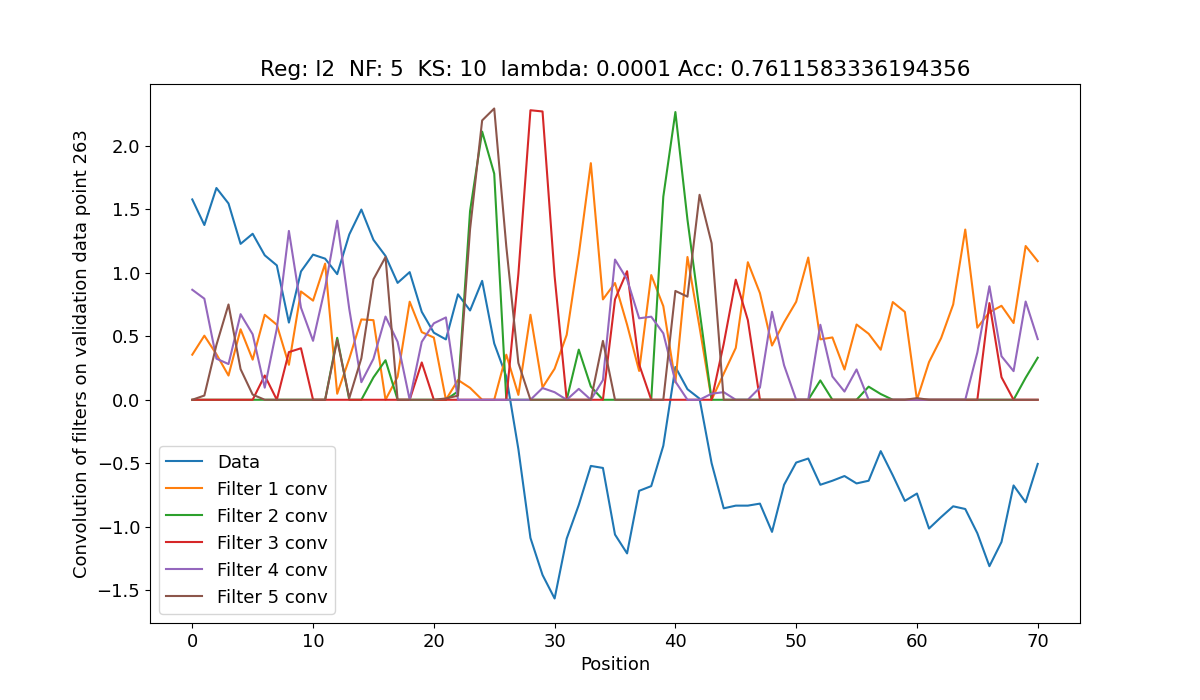 Reg: l2  NF: 5  KS: 10  lambda: 0.0001 Acc: 0.7611583336194356
Convolution of filters on validation data point 263
2.0
1.5
1.0
0.5
0.0
−0.5
−1.0
−1.5
Data
Filter 1 conv
Filter 2 conv
Filter 3 conv
Filter 4 conv
Filter 5 conv
0 10 20 30 40 50 60 70
Position